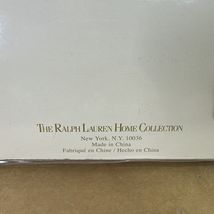 THE RALPH LAUREN HOME COLLECTION
New York, N.Y. 10036
Made in China
Fabriqué en Chine / Hecho en China